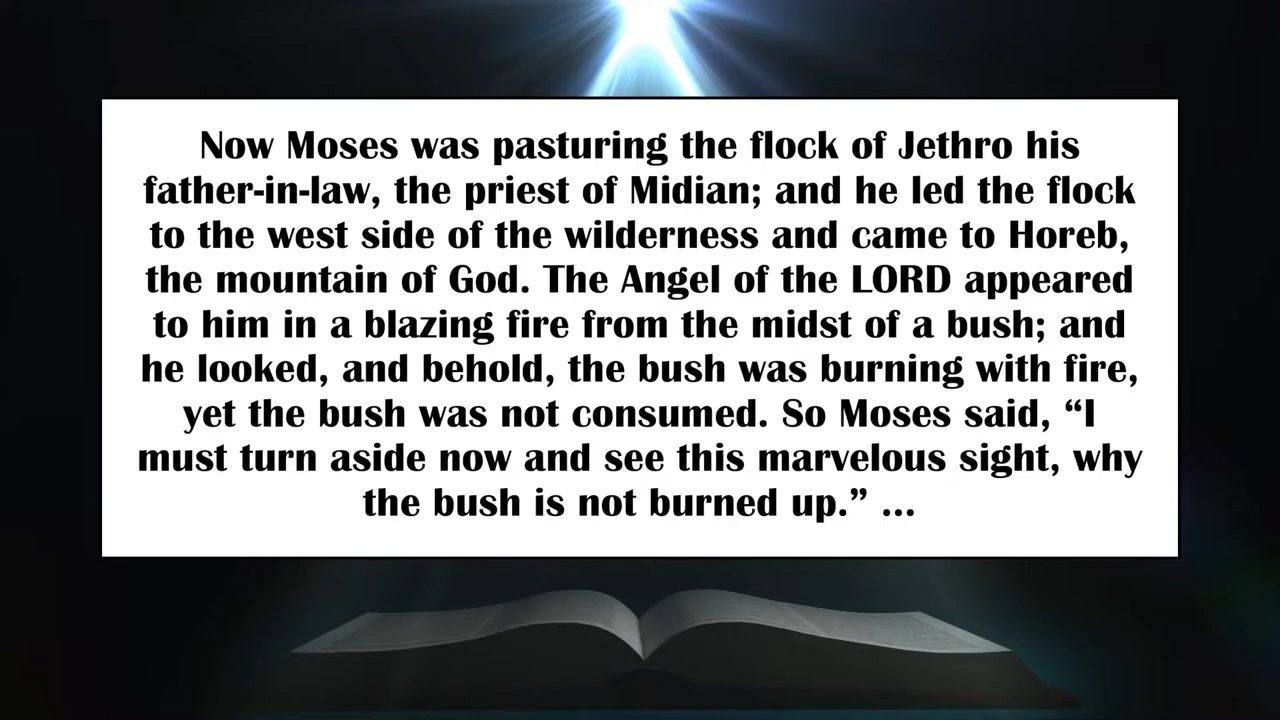 Now Moses was pasturing the flock of Jethro his
father-in-law, the priest of Midian; and he led the flock
to the west side of the wilderness and came to Horeb,
the mountain of God. The Angel of the LORD appeared
to him in a blazing fire from the midst of a bush; and
he looked, and behold, the bush was burning with fire,
yet the bush was not consumed. So Moses said, “I
must turn aside now and see this marvelous sight, why
the bush is not burned up.” ...